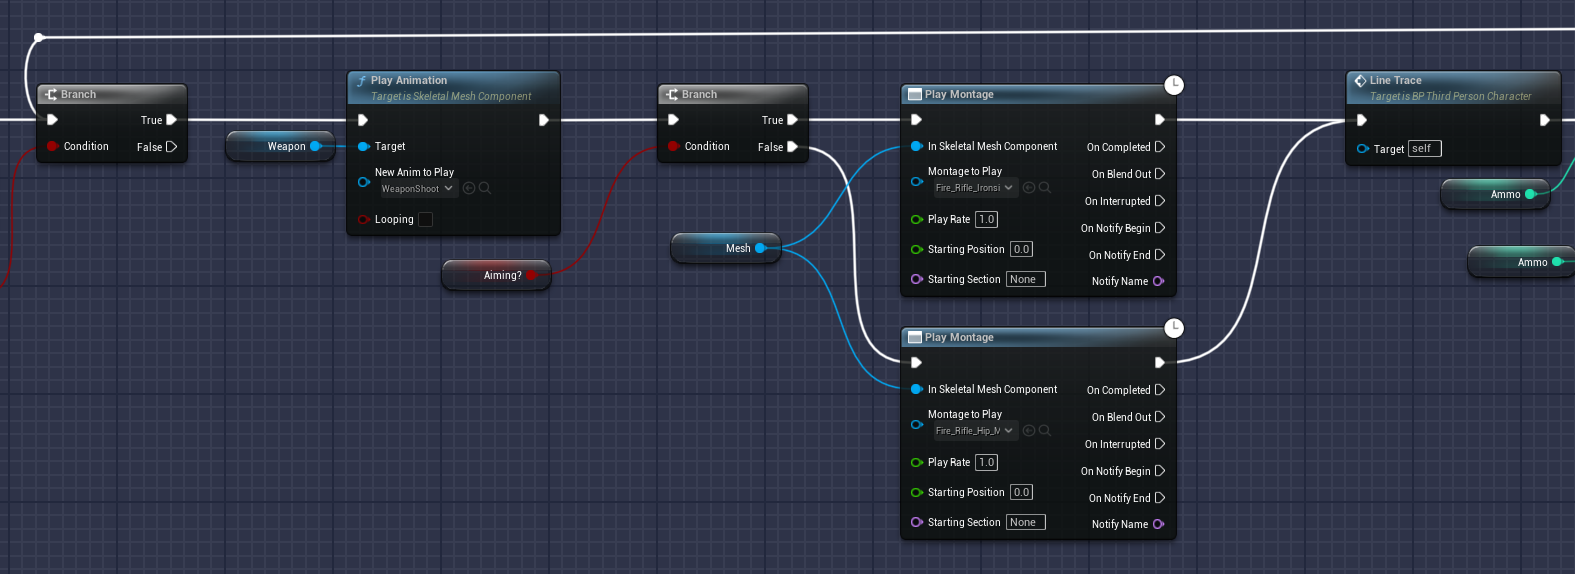 Branch
True
Condition
False
Weapon
Play Animation
Target is Skeletal Mesh Component
Target
New Anim to Play
WeaponShoot
Looping
Aiming?
Branch
True
Condition
False
Mesh
Play Montage
In Skeletal Mesh Component
On Completed
Montage to Play
On Blend Out
Fire_Rifle_Ironsi
On Interrupted
Play Rate 1.0
On Notify Begin
Starting Position 0.0
On Notify End
Starting Section None
Notify Name
Play Montage
In Skeletal Mesh Component
On Completed
Montage to Play
On Blend Out
Fire_Rifle_Hip_M
On Interrupted
Play Rate 1.0
On Notify Begin
Starting Position 0.0
On Notify End
Starting Section None
Notify Name
Line Trace
Target is BP Third Person Character
Target self
Ammo
Ammo